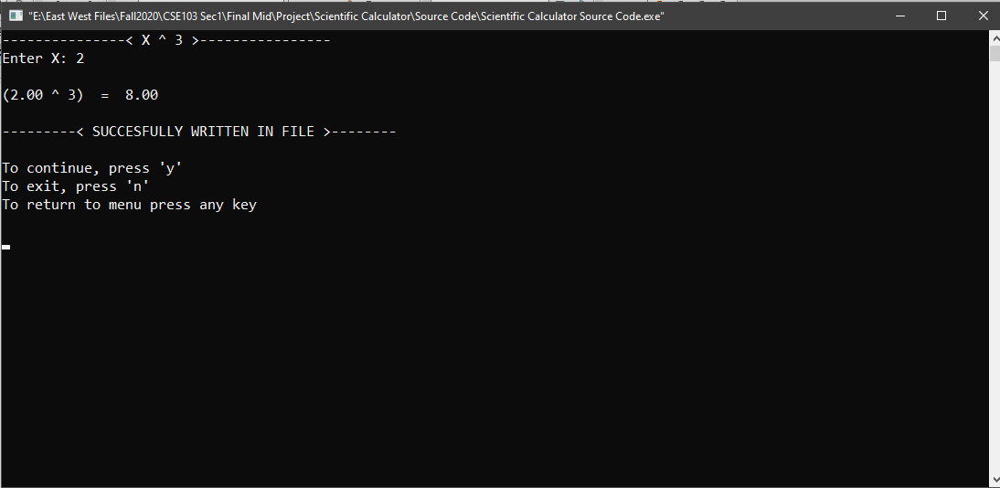 "E:\East West Files\Fall2020\CSE103 Sec1\Final Mid\Project\Scientific Calculator\Source Code\Scientific Calculator Source Code.exe"
---------------< X ^ 3 >----------------
Enter X: 2
(2.00 ^ 3)  =  8.00
---------< SUCCESFULLY WRITTEN IN FILE >--------
To continue, press 'y'
To exit, press 'n'
To return to menu press any key